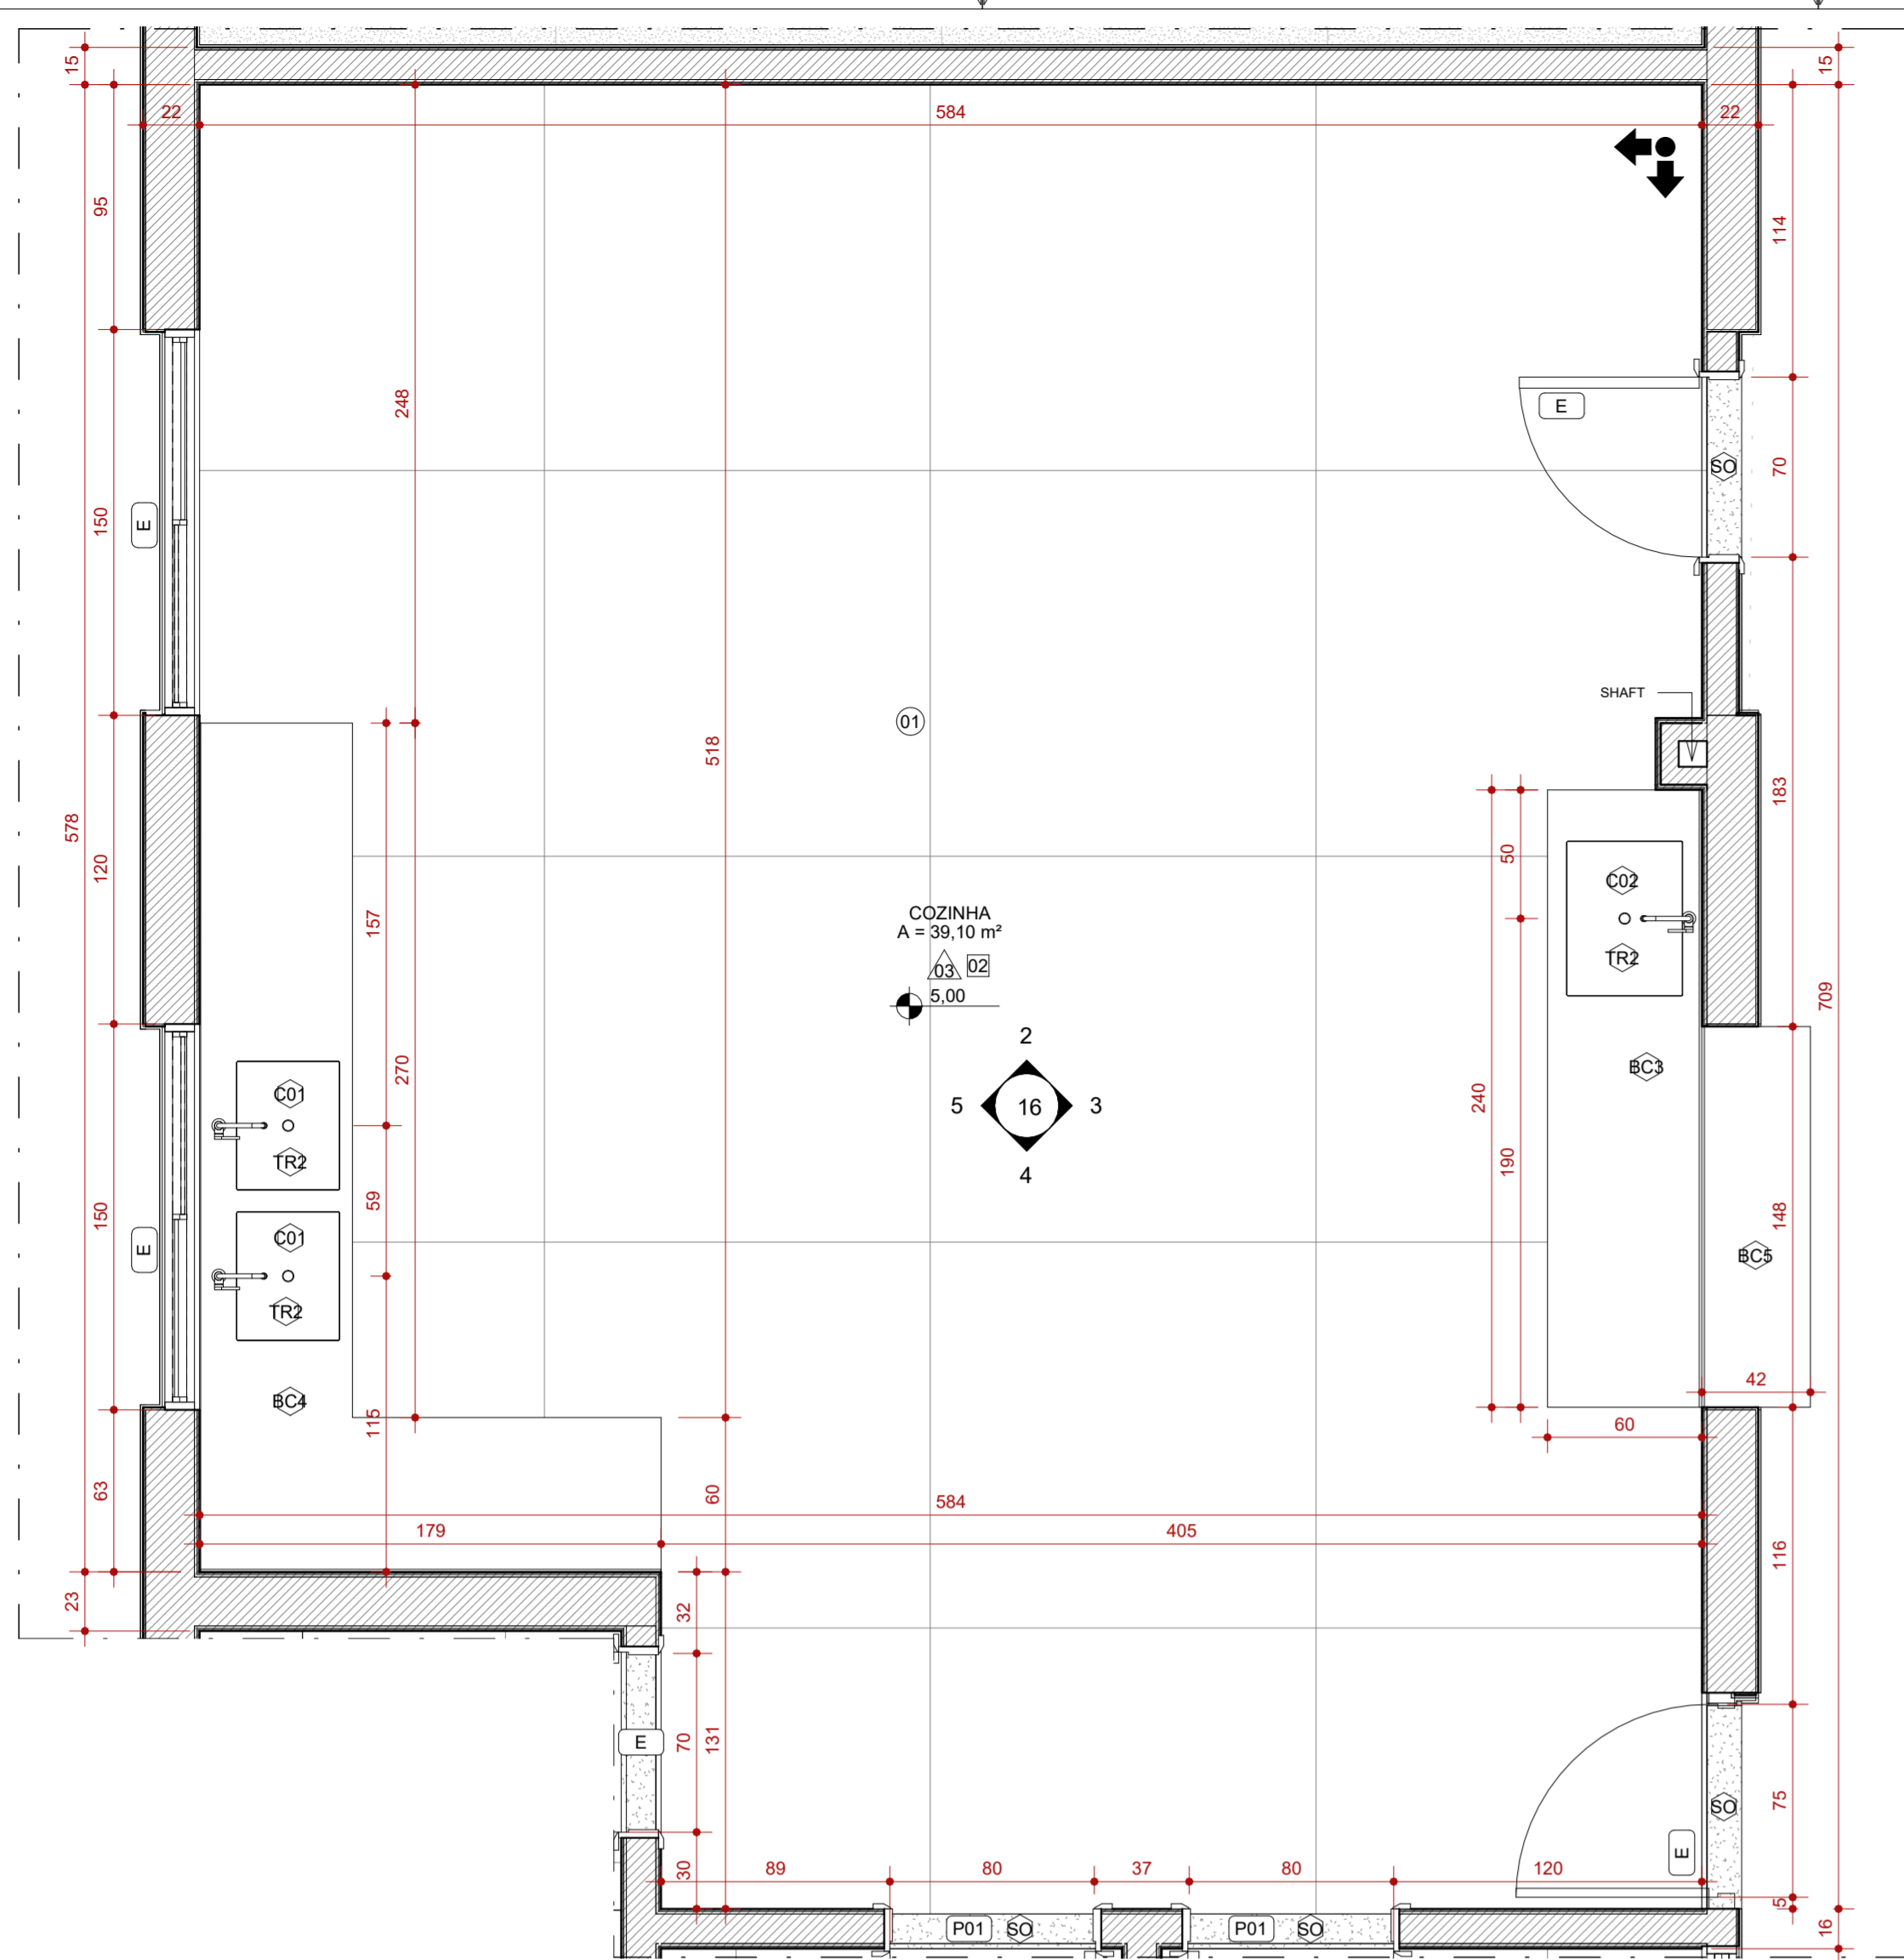 15
15
22
584
22
95
114
248
E
SO
70
150
E
SHAFT
01
518
183
578
120
50
C02
157
COZINHA
A = 39,10 m²
TR2
03
02
5,00
709
2
270
C01
BC3
5
16
3
240
TR2
4
190
59
150
148
C01
E
BC5
TR2
42
BC4
115
60
63
60
584
179
405
116
23
32
E
70
131
75
SO
E
30
89
80
37
80
120
5
P01
SO
P01
SO
16